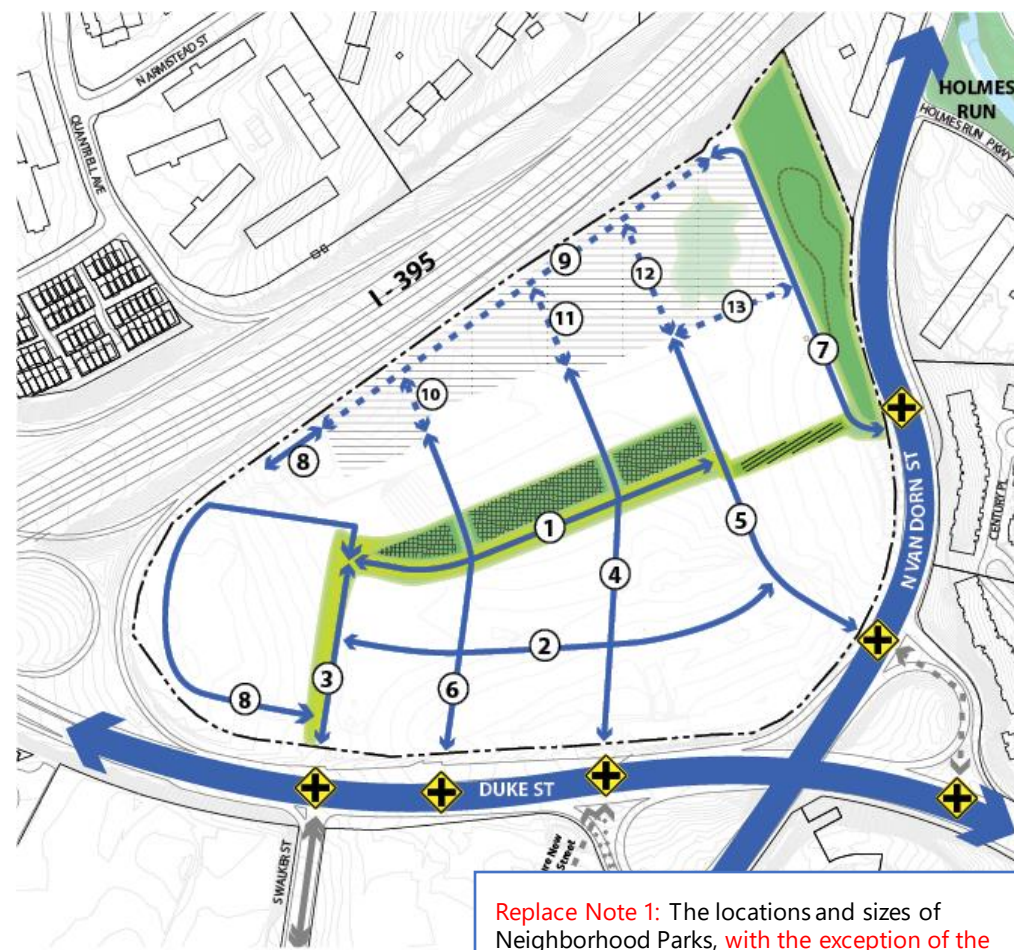 N ARMISTEAD ST
QUANTRELL AVE
HOLMES
RUN
HOLMES RUN PKWY
I - 395
9
12
11
13
10
7
8
1
5
4
2
3
6
8
N VAN DORN ST
CENTURY PL
DUKE ST
S WALKER ST
re New
Street
Replace Note 1: The locations and sizes of
Neighborhood Parks, with the exception of the